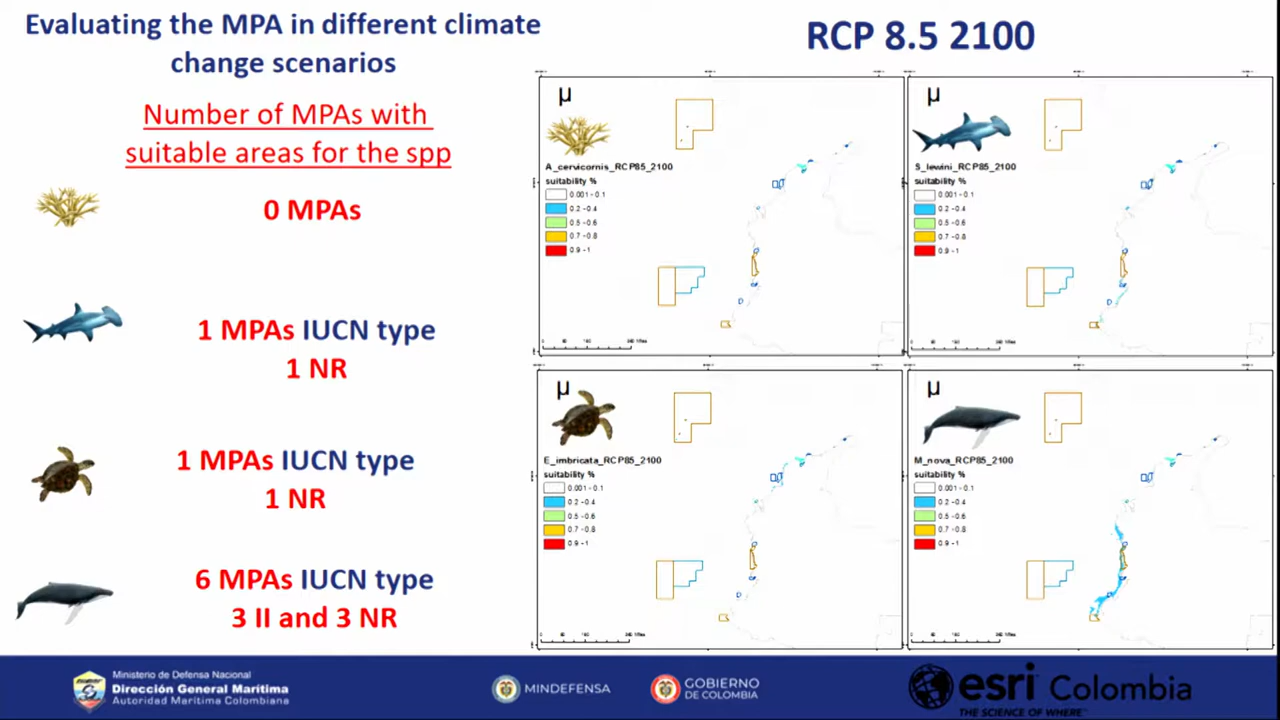 Evaluating the MPA in different climate
change scenarios
RCP 8.5 2100
Number of MPAs with
suitable areas for the spp
0 MPAs
1 MPAs IUCN type
1 NR
1 MPAs IUCN type
1 NR
6 MPAs IUCN type
3 II and 3 NR
µ
A_cervicornis_RCP85_2100
suitability %
0.001 - 0.1
0.2 - 0.4
0.5 - 0.6
0.7 - 0.8
0.9 - 1
µ
S_lewini_RCP85_2100
suitability %
0.001 - 0.1
0.2 - 0.4
0.5 - 0.6
0.7 - 0.8
0.9 - 1
µ
E_imbricata_RCP85_2100
suitability %
0.001 - 0.1
0.2 - 0.4
0.5 - 0.6
0.7 - 0.8
0.9 - 1
µ
M_nova_RCP85_2100
suitability %
0.001 - 0.1
0.2 - 0.4
0.5 - 0.6
0.7 - 0.8
0.9 - 1
Ministerio de Defensa Nacional
Dirección General Marítima
Autoridad Marítima Colombiana
MINDEFENSA
GOBIERNO
DE COLOMBIA
esri Colombia
THE SCIENCE OF WHERE